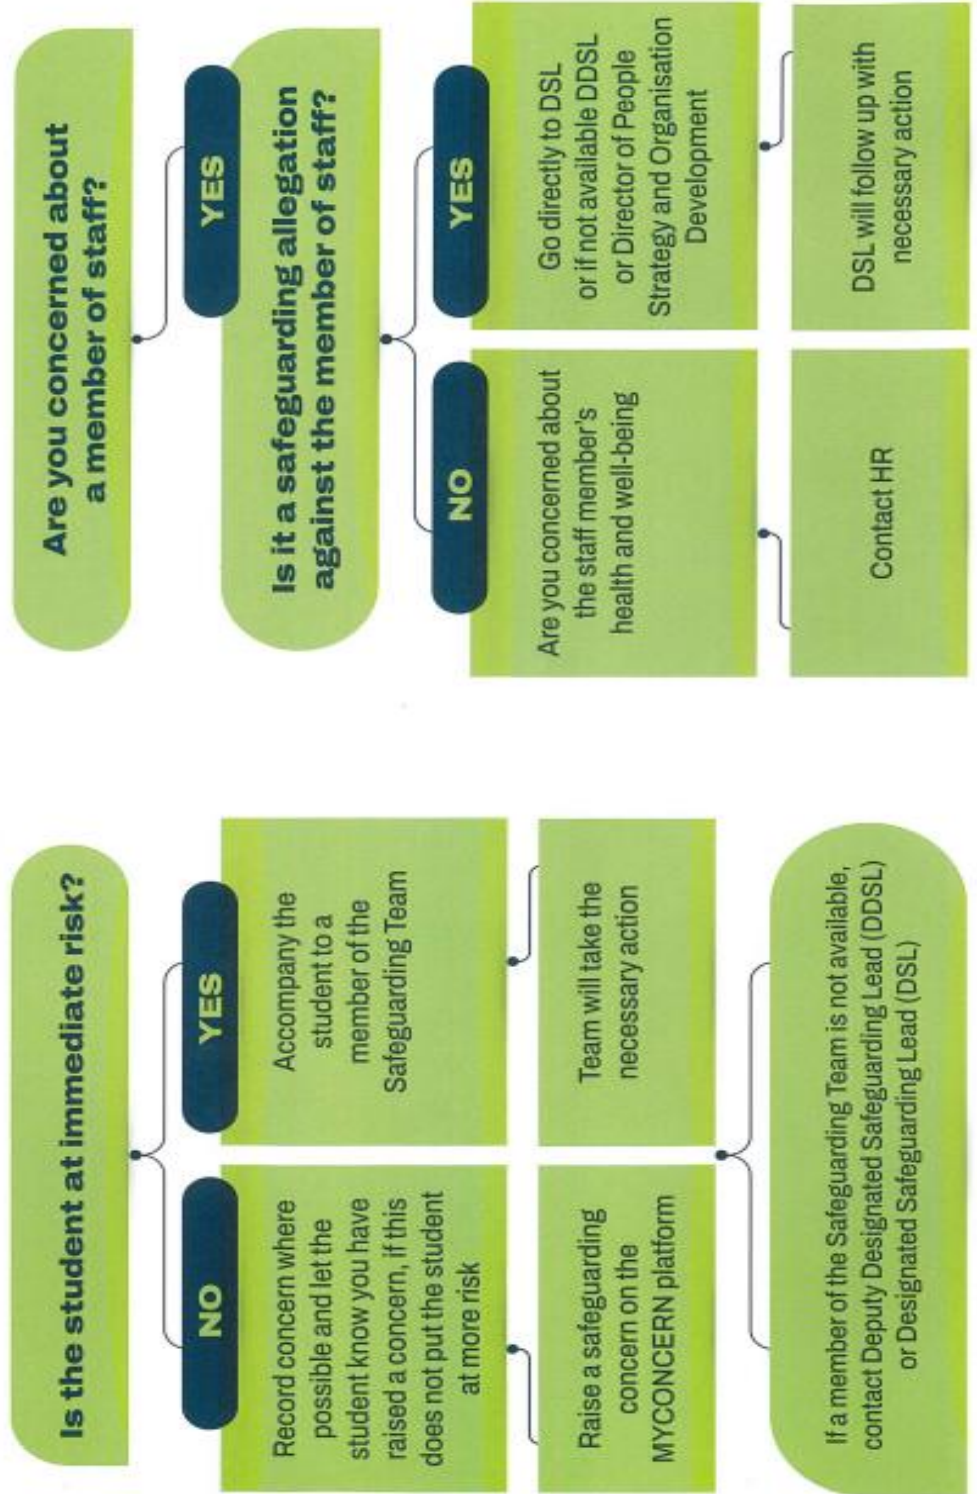 Is the student at immediate risk?
NO
Record concern where
possible and let the
student know you have
raised a concern, if this
does not put the student
at more risk
Raise a safeguarding
concern on the
MYCONCERN platform
YES
Accompany the
student to a
member of the
Safeguarding Team
Team will take the
necessary action
If a member of the Safeguarding Team is not available,
contact Deputy Designated Safeguarding Lead (DDSL)
or Designated Safeguarding Lead (DSL)
Are you concerned about
a member of staff?
YES
Is it a safeguarding allegation
against the member of staff?
NO
Are you concerned about
the staff member's
health and well-being
Contact HR
YES
Go directly to DSL
or if not available DDSL
or Director of People
Strategy and Organisation
Development
DSL will follow up with
necessary action